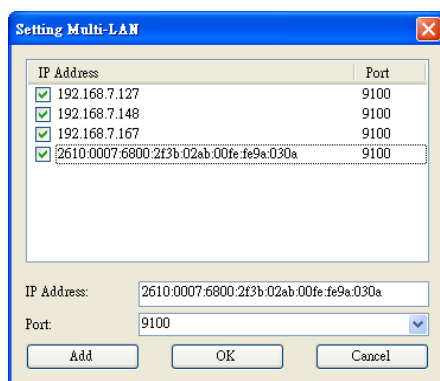 Setting Multi-LAN
IP Address Port
192.168.7.127 9100
192.168.7.148 9100
192.168.7.167 9100
2610:0007:6800:2f3b:02ab:00fe:fe9a:030a 9100
IP Address: 2610:0007:6800:2f3b:02ab:00fe:fe9a:030a
Port: 9100
Add OK Cancel